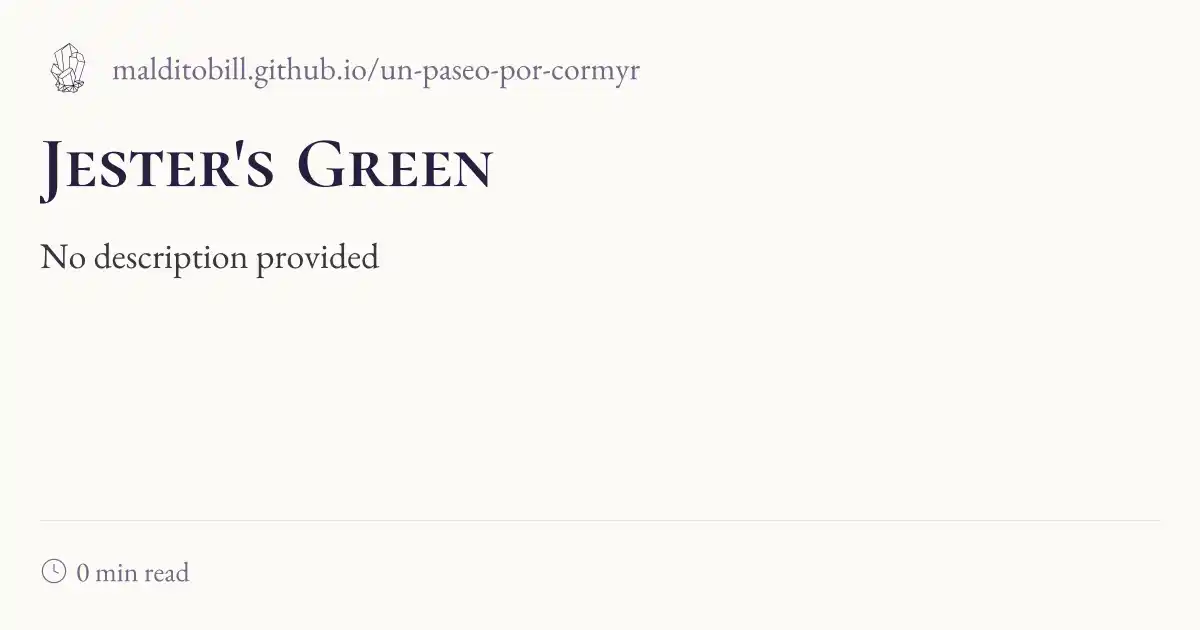 malditobill.github.io/un-paseo-por-cormyr
Jester's Green
No description provided
0 min read